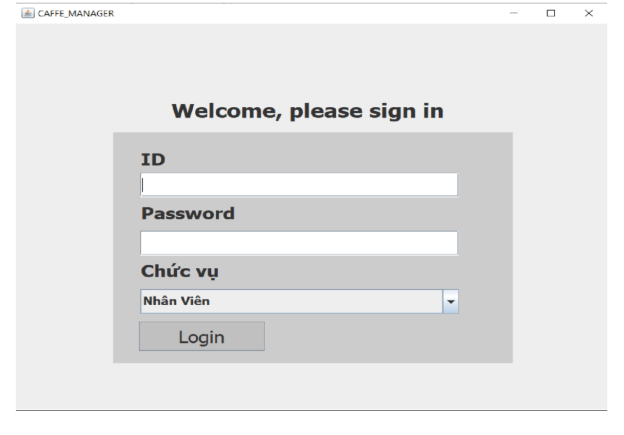 CAFFE_MANAGER
Welcome, please sign in
ID
Password
Chức vụ
Nhân Viên
Login